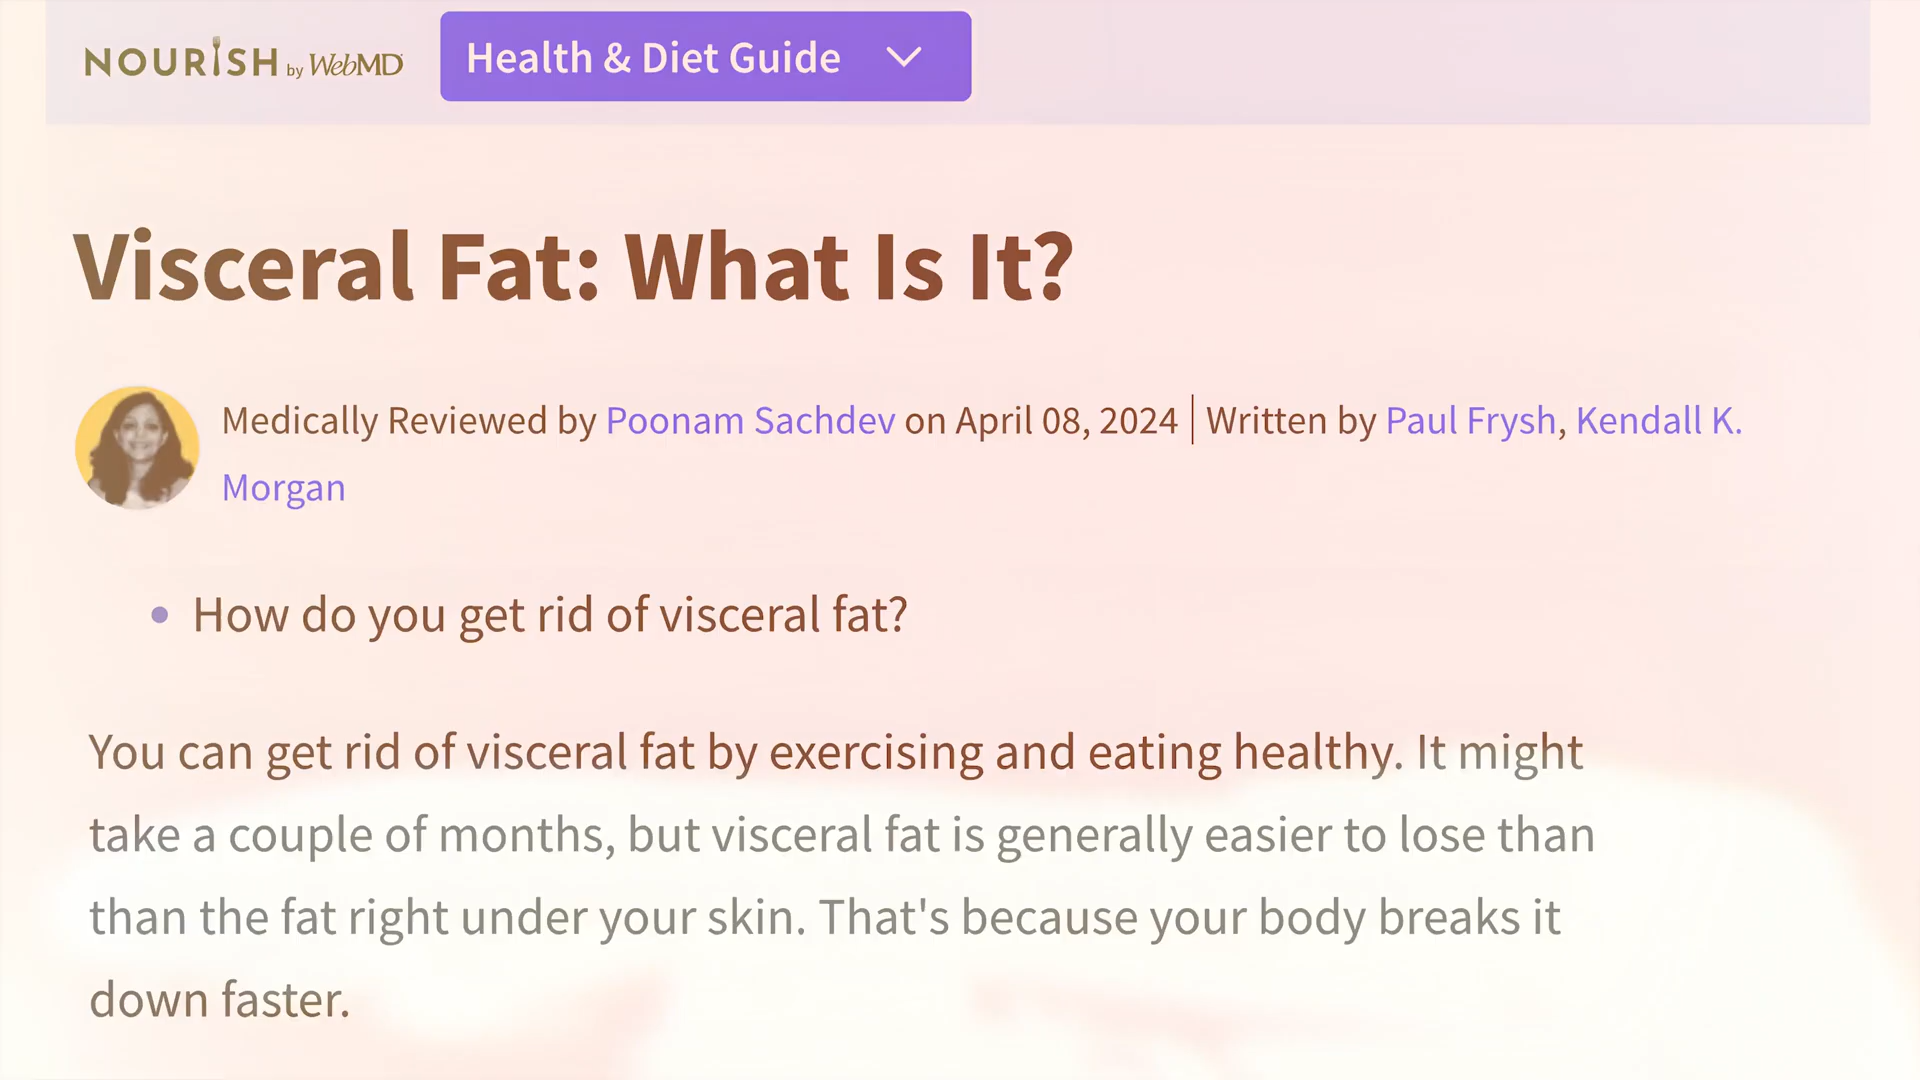 NOURISH by WebMD
Health & Diet Guide
Visceral Fat: What Is It?
Medically Reviewed by Poonam Sachdev on April 08, 2024 | Written by Paul Frysh, Kendall K.
Morgan
• How do you get rid of visceral fat?
You can get rid of visceral fat by exercising and eating healthy. It might
take a couple of months, but visceral fat is generally easier to lose than
than the fat right under your skin. That's because your body breaks it
down faster.